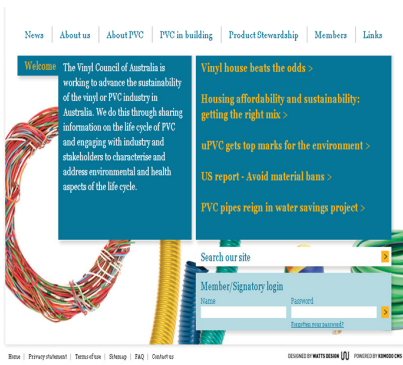 News | About us | About PVC | PVC in building | Product Stewardship | Members | Links
Welcome
The Vinyl Council of Australia is
working to advance the sustainability
of the vinyl or PVC industry in
Australia. We do this through sharing
information on the life cycle of PVC
and engaging with industry and
stakeholders to characterise and
address environmental and health
aspects of the life cycle.
Vinyl house beats the odds >
Housing affordability and sustainability:
getting the right mix >
uPVC gets top marks for the environment >
US report - Avoid material bans >
PVC pipes reign in water savings project >
Search our site
>
Member/Signatory login
Name Password
>
Forgotten your password?
Home | Privacy statement | Terms of use | Sitemap | FAQ | Contact us
DESIGNED BY WATTS DESIGN POWERED BY KOMODO CMS